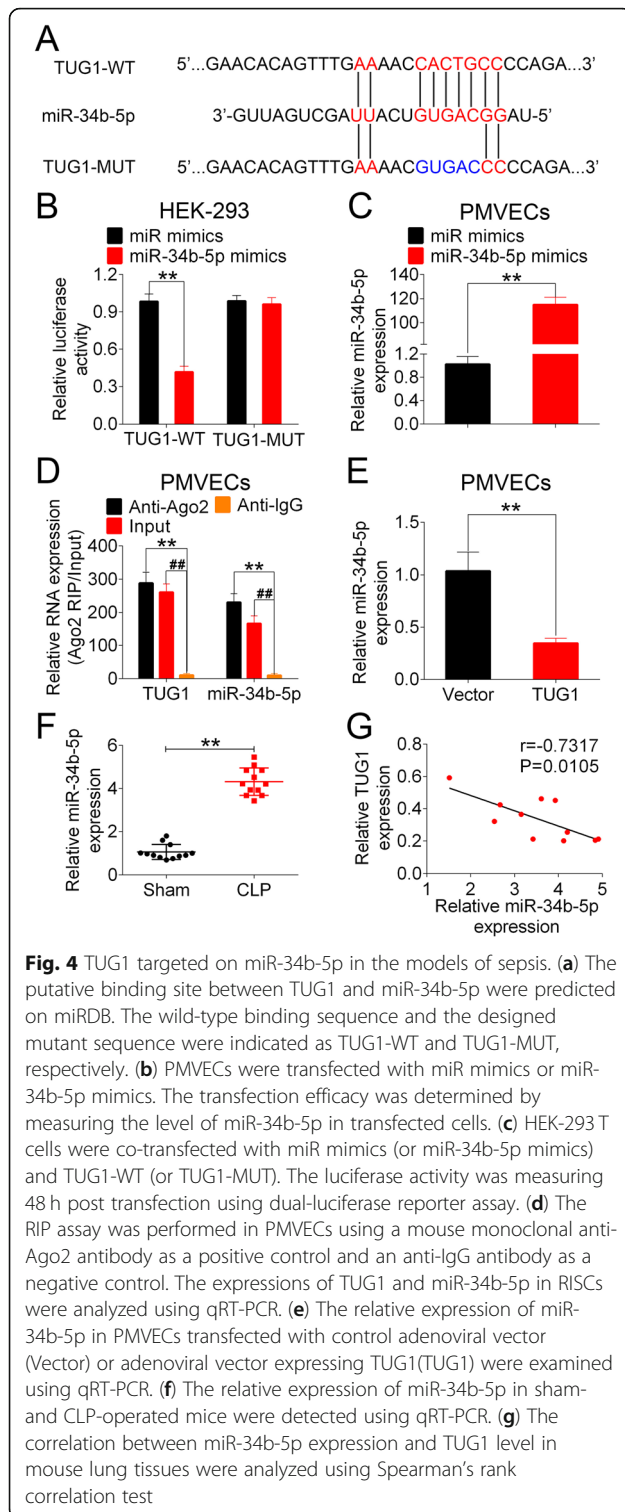 A
TUG1-WT 5’...GAACACAGTTTGAAAACCACTGCCCCAGA...3’
miR-34b-5p 3’-GUUAGUCGAUUACUGUGACGGAU-5’
TUG1-MUT 5’...GAACACAGTTTGAAAACGUGACCCCCAGA...3’
B
HEK-293
miR mimics
miR-34b-5p mimics
Relative luciferase activity
1.2
0.9
0.6
0.3
0.0
**
TUG1-WT TUG1-MUT
C
PMVECs
miR mimics
miR-34b-5p mimics
Relative miR-34b-5p expression
140
120
100
80
1.2
0.8
0.4
0.0
**
D
PMVECs
Anti-Ago2 Anti-IgG
Input
Relative RNA expression (Ago2 RIP/Input)
400
300
200
100
0
**
##
**
##
TUG1 miR-34b-5p
E
PMVECs
Relative miR-34b-5p expression
1.5
1.0
0.5
0.0
**
Vector TUG1
F
Relative miR-34b-5p expression
6
4
2
0
**
Sham CLP
G
r=-0.7317
P=0.0105
Relative TUG1 expression
0.8
0.6
0.4
0.2
0.0
1 2 3 4 5
Relative miR-34b-5p expression
Fig. 4 TUG1 targeted on miR-34b-5p in the models of sepsis. (a) The
putative binding site between TUG1 and miR-34b-5p were predicted
on miRDB. The wild-type binding sequence and the designed
mutant sequence were indicated as TUG1-WT and TUG1-MUT,
respectively. (b) PMVECs were transfected with miR mimics or miR-
34b-5p mimics. The transfection efficacy was determined by
measuring the level of miR-34b-5p in transfected cells. (c) HEK-293 T
cells were co-transfected with miR mimics (or miR-34b-5p mimics)
and TUG1-WT (or TUG1-MUT). The luciferase activity was measuring
48 h post transfection using dual-luciferase reporter assay. (d) The
RIP assay was performed in PMVECs using a mouse monoclonal anti-
Ago2 antibody as a positive control and an anti-IgG antibody as a
negative control. The expressions of TUG1 and miR-34b-5p in RISCs
were analyzed using qRT-PCR. (e) The relative expression of miR-
34b-5p in PMVECs transfected with control adenoviral vector
(Vector) or adenoviral vector expressing TUG1(TUG1) were examined
using qRT-PCR. (f) The relative expression of miR-34b-5p in sham-
and CLP-operated mice were detected using qRT-PCR. (g) The
correlation between miR-34b-5p expression and TUG1 level in
mouse lung tissues were analyzed using Spearman’s rank
correlation test